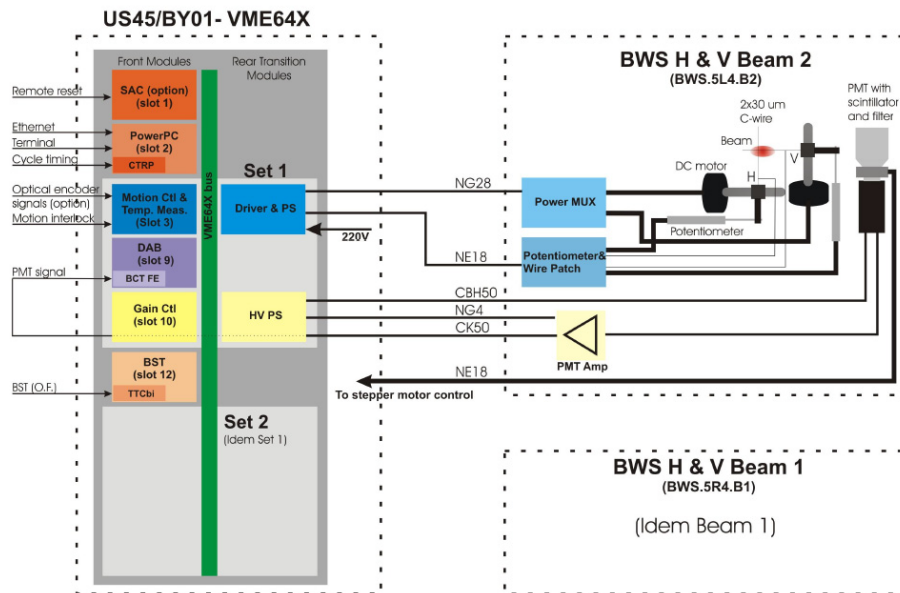 US45/BY01- VME64X
Front Modules
Rear Transition
Modules
Remote reset
SAC (option)
(slot 1)
Ethernet
Terminal
Cycle timing
PowerPC
(slot 2)
CTRP
VME64X bus
Set 1
Optical encoder
signals (option)
Motion interlock
Motion Ctl &
Temp. Meas.
(Slot 3)
Driver & PS
220V
DAB
(slot 9)
BCT FE
PMT signal
Gain Ctl
(slot 10)
HV PS
BST
(slot 12)
TTCbi
BST (O.F.)
Set 2
(Idem Set 1)
NG28
NE18
CBH50
NG4
CK50
NE18
To stepper motor control
BWS H & V Beam 2
(BWS.5L4.B2)
PMT with
scintillator
and filter
2x30 um
C-wire
Beam
V
DC motor
H
Power MUX
Potentiometer
Potentiometer&
Wire Patch
PMT Amp
BWS H & V Beam 1
(BWS.5R4.B1)
(Idem Beam 1)